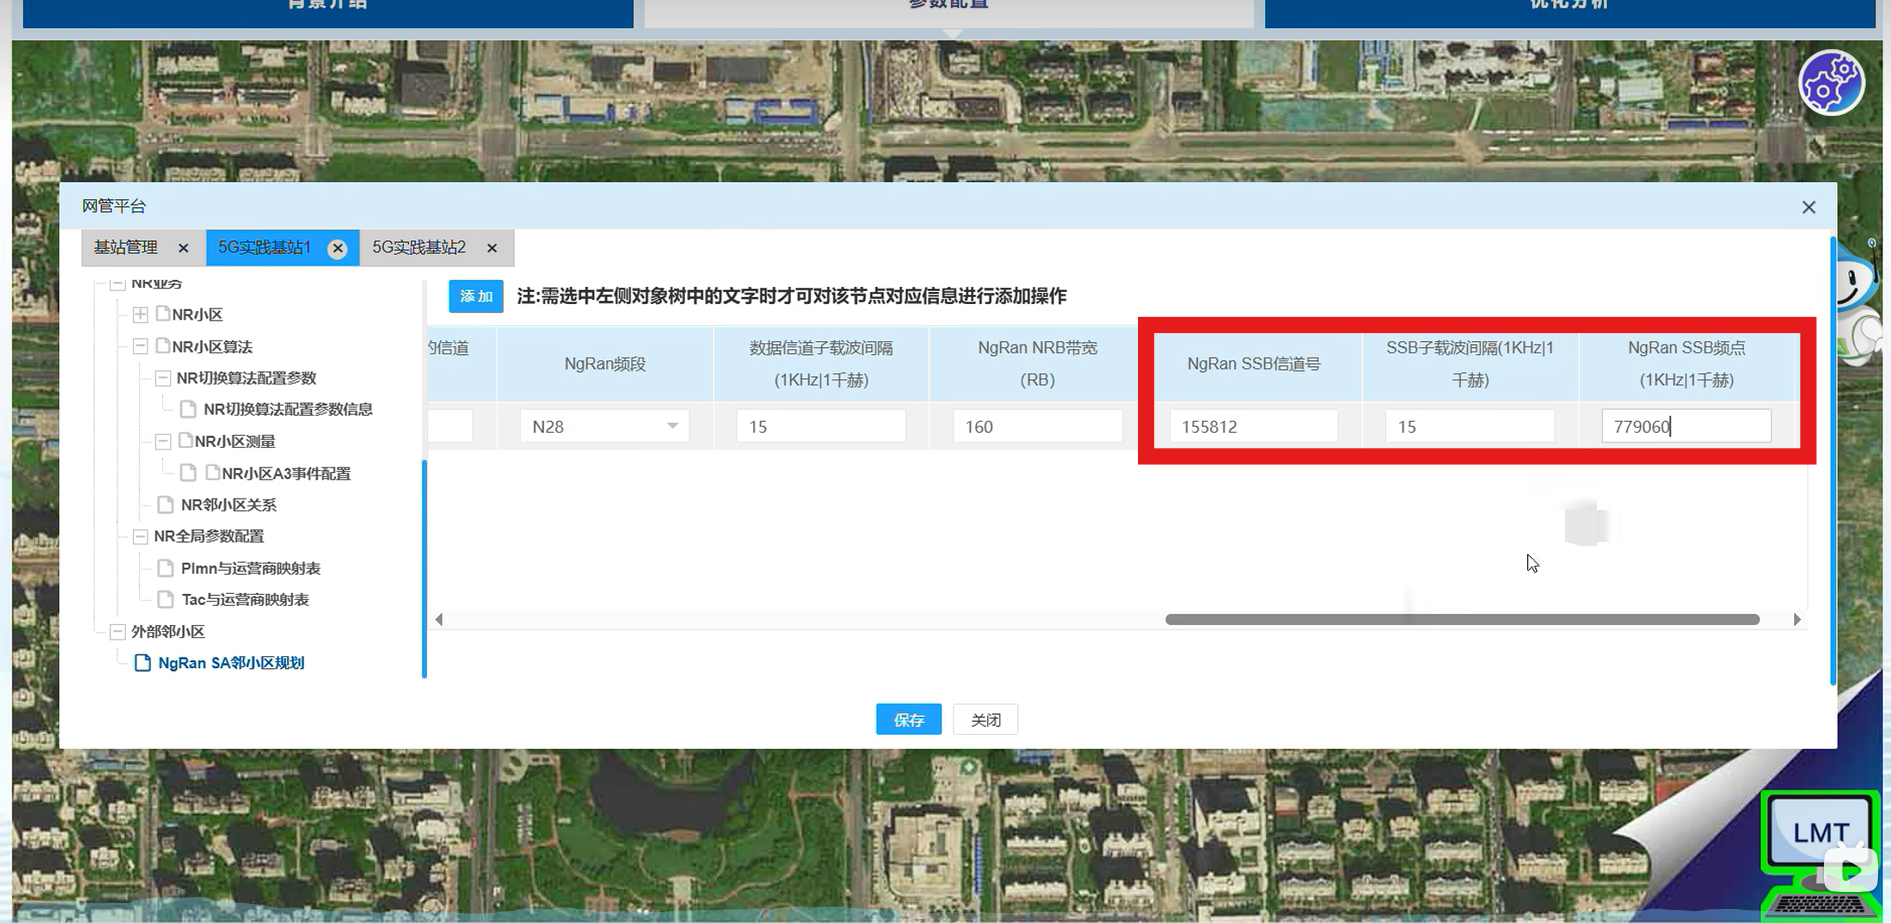 背景介绍
参数配置
优化分析
网管平台
基站管理
5G实践基站1
5G实践基站2
NR业务
NR小区
NR小区算法
NR切换算法配置参数
NR切换算法配置参数信息
NR小区测量
NR小区A3事件配置
NR邻小区关系
NR全局参数配置
Plmn与运营商映射表
Tac与运营商映射表
外部邻小区
NgRan SA邻小区规划
添加
注:需选中左侧对象树中的文字时才可对该节点对应信息进行添加操作
的信道
NgRan频段
数据信道子载波间隔
(1KHz|1千赫)
NgRan NRB带宽
(RB)
NgRan SSB信道号
SSB子载波间隔(1KHz|1
千赫)
NgRan SSB频点
(1KHz|1千赫)
N28
15
160
155812
15
779060
保存
关闭
LMT